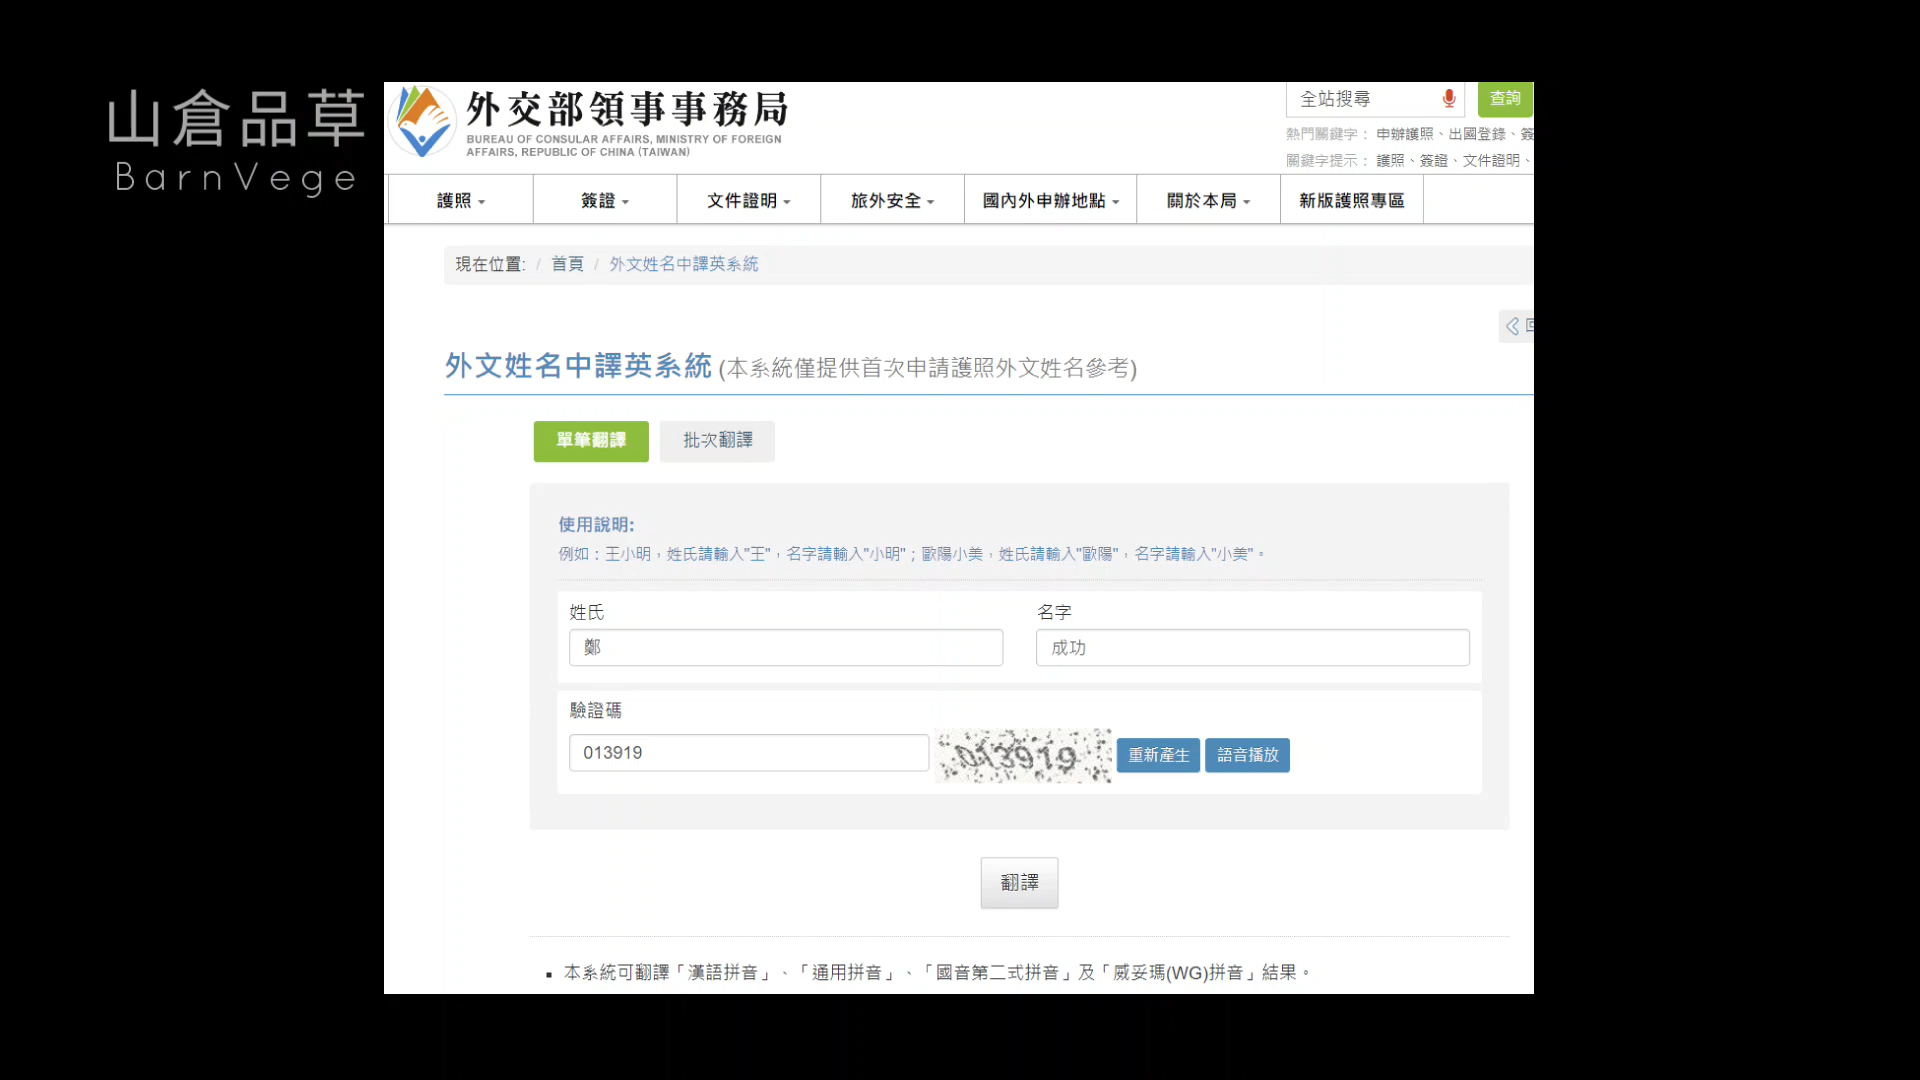 山倉品草
BarnVege
外交部領事事務局
BUREAU OF CONSULAR AFFAIRS, MINISTRY OF FOREIGN
AFFAIRS, REPUBLIC OF CHINA (TAIWAN)
全站搜尋
查詢
熱門關鍵字： 申辦護照、出國登錄、簽
關鍵字提示： 護照、簽證、文件證明、
護照
簽證
文件證明
旅外安全
國內外申辦地點
關於本局
新版護照專區
現在位置: / 首頁 / 外文姓名中譯英系統
外文姓名中譯英系統 (本系統僅提供首次申請護照外文姓名參考)
單筆翻譯
批次翻譯
使用說明:
例如：王小明，姓氏請輸入"王"，名字請輸入"小明"；歐陽小美，姓氏請輸入"歐陽"，名字請輸入"小美"。
姓氏
名字
鄭
成功
驗證碼
013919
013919
重新產生
語音播放
翻譯
本系統可翻譯「漢語拼音」、「通用拼音」、「國音第二式拼音」及「威妥瑪(WG)拼音」結果。